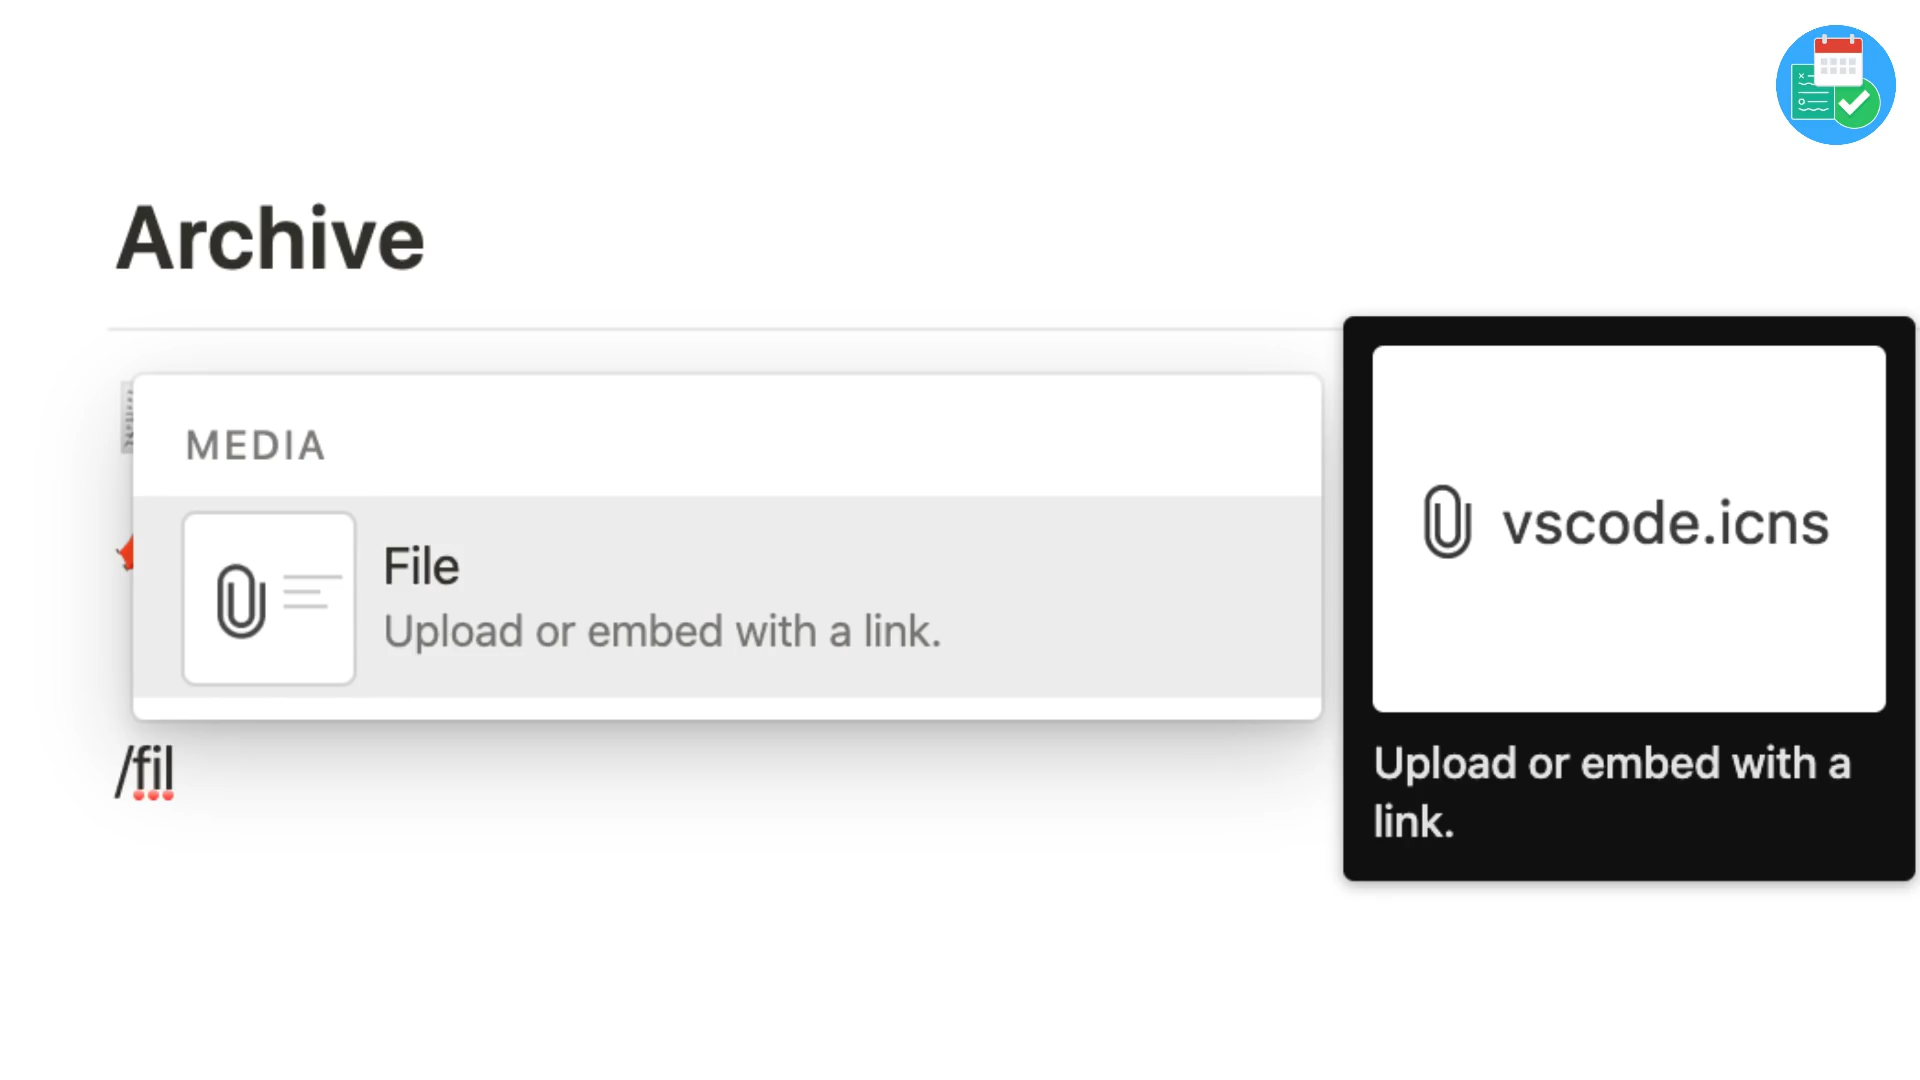 Archive
MEDIA
File
Upload or embed with a link.
/fil
vscode.icns
Upload or embed with a
link.